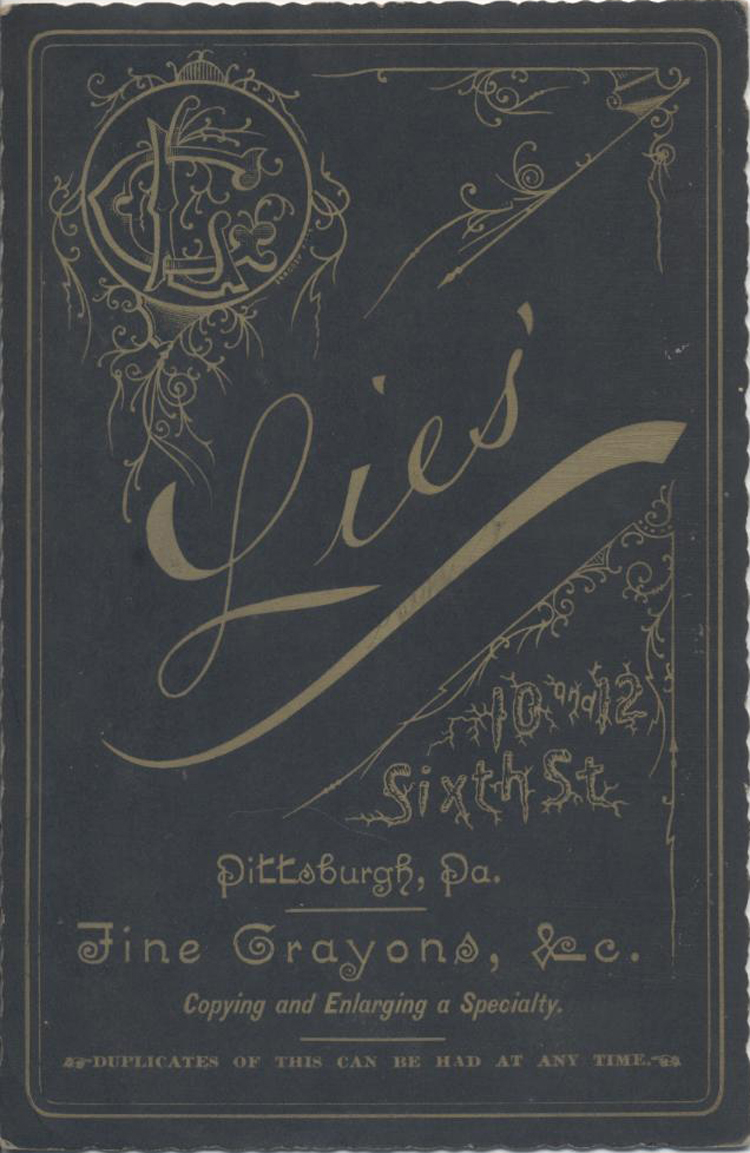 Lies'
10 and 12
Sixth St.
Pittsburgh, Pa.
Fine Crayons, &c.
Copying and Enlarging a Specialty.
DUPLICATES OF THIS CAN BE HAD AT ANY TIME.